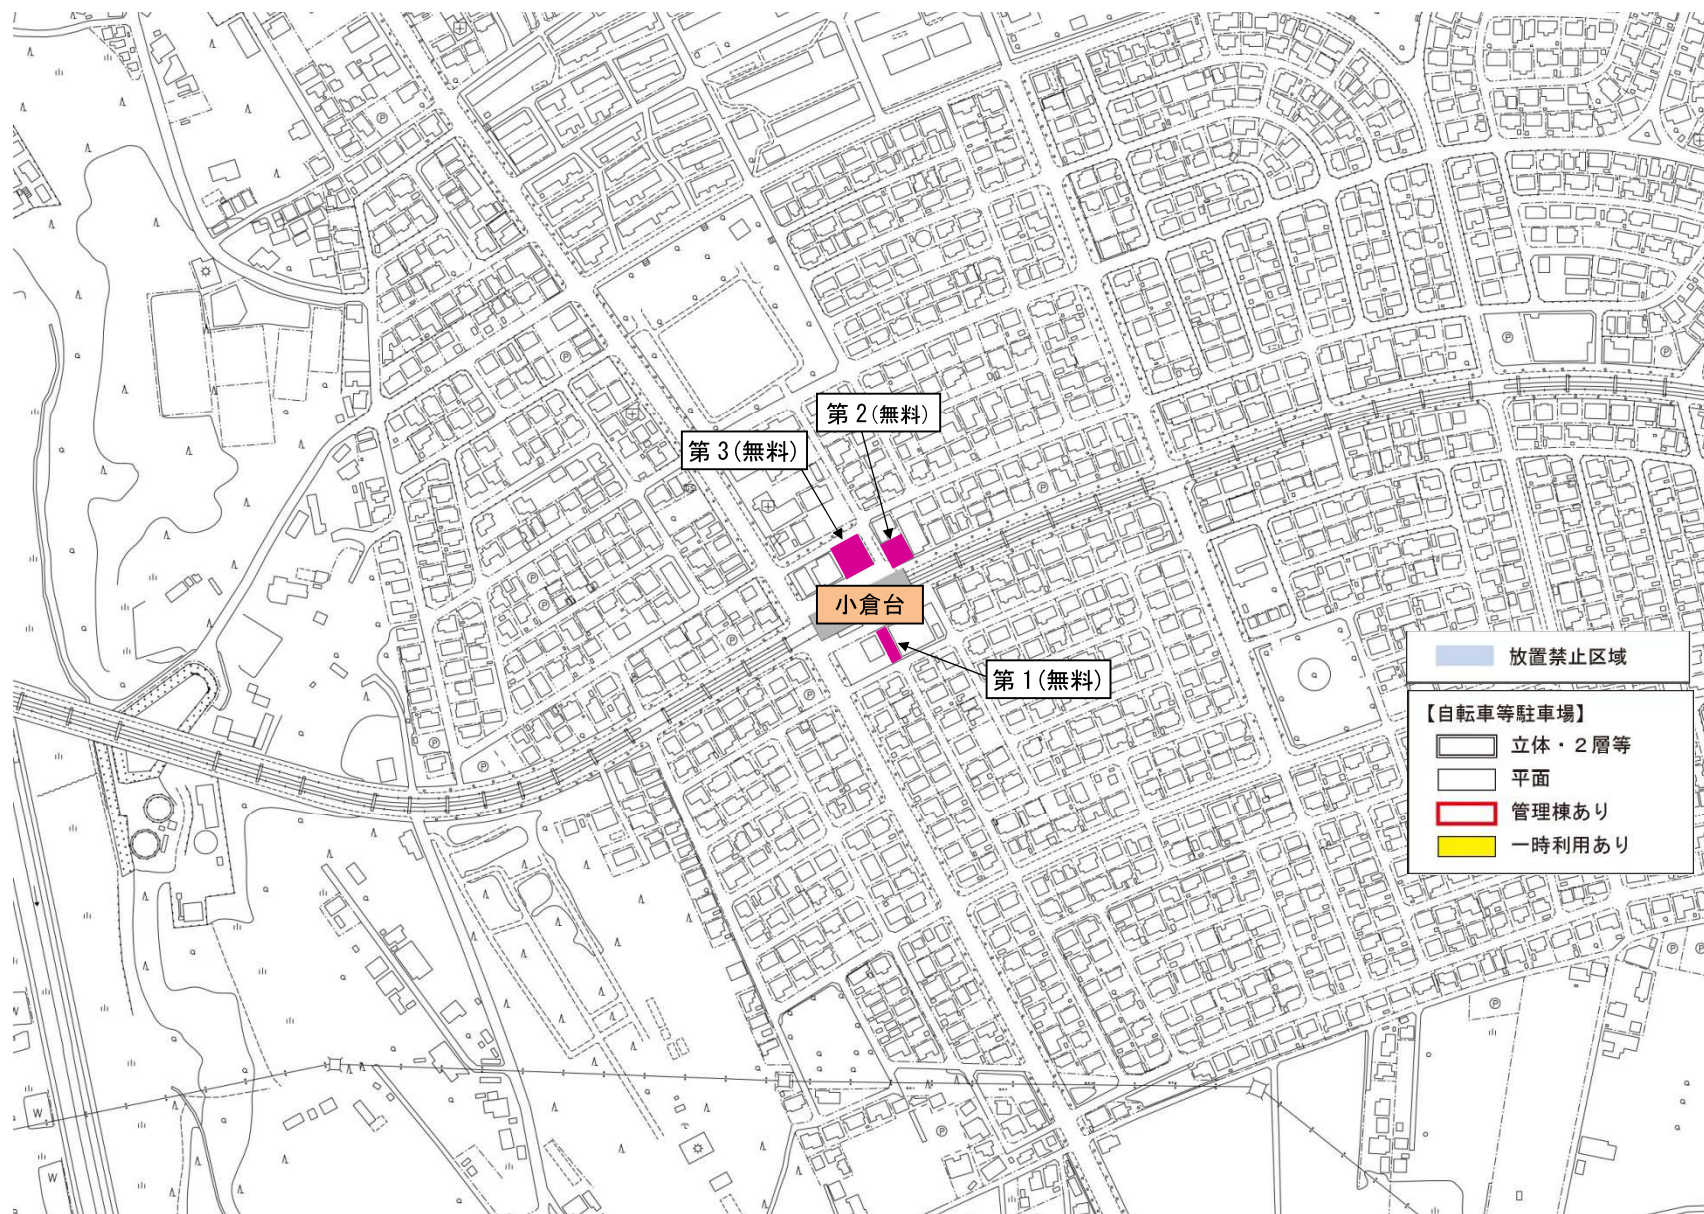 第2(無料)
第3(無料)
小倉台
第1(無料)
放置禁止区域
【自転車等駐車場】
立体・2層等
平面
管理棟あり
一時利用あり
W
W
W